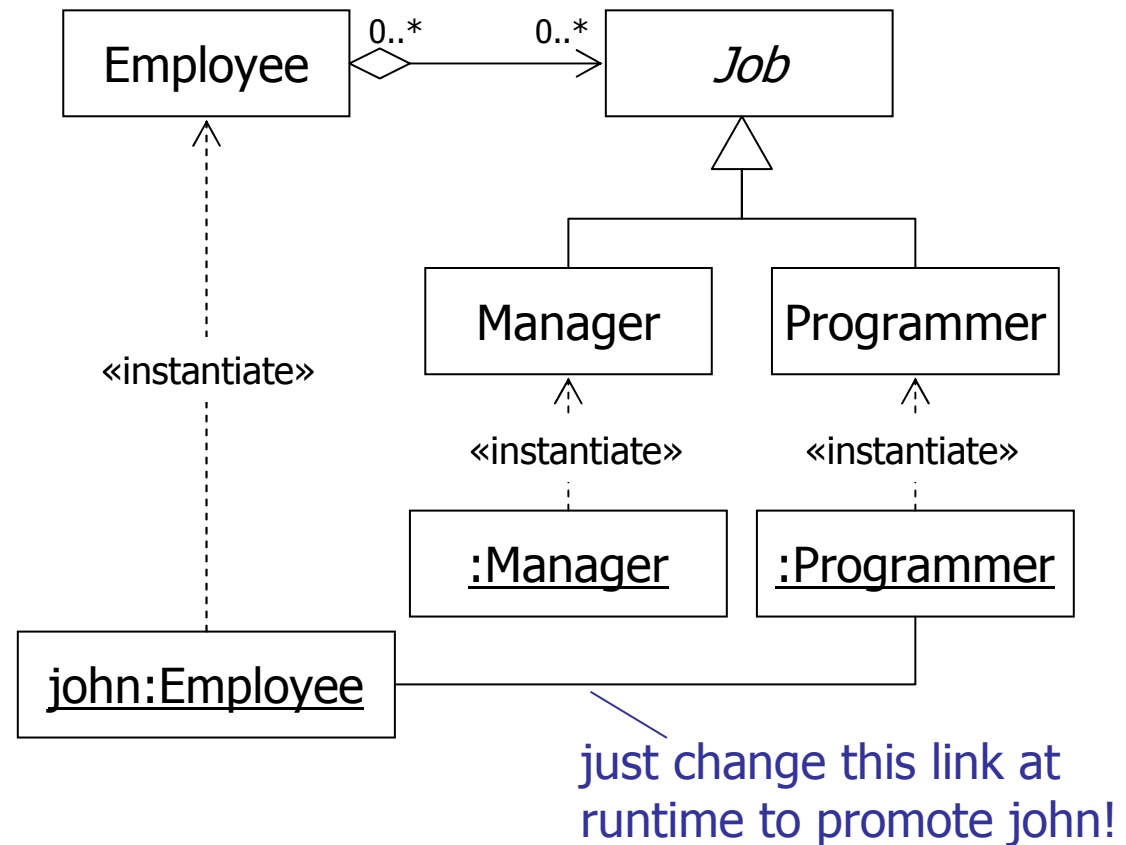 Employee
0..*
0..*
Job
Manager
Programmer
«instantiate»
«instantiate»
«instantiate»
:Manager
:Programmer
john:Employee
just change this link at
runtime to promote john!